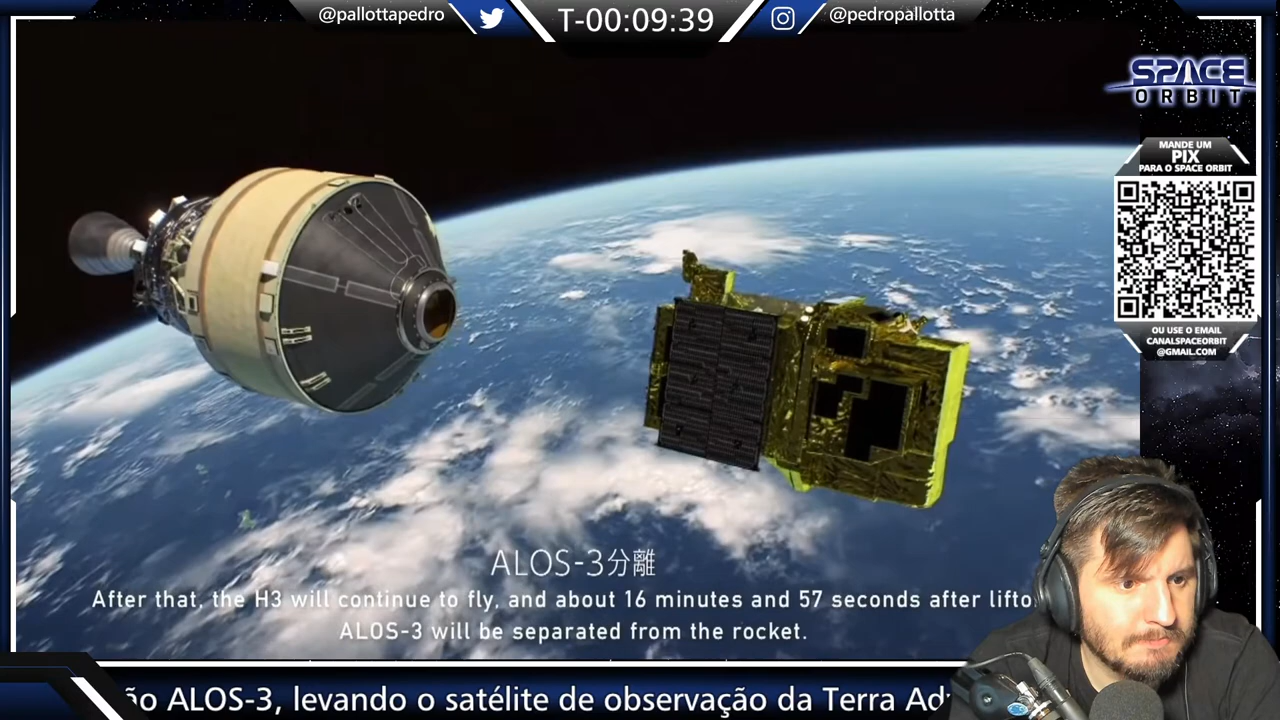 @pallottapedro
T-00:09:39
@pedropallotta
SPACE
ORBIT
MANDE UM
PIX
PARA O SPACE ORBIT
OU USE O EMAIL
CANALSPACEORBIT
@GMAIL.COM
ALOS-3分離
After that, the H3 will continue to fly, and about 16 minutes and 57 seconds after lifto
ALOS-3 will be separated from the rocket.
ão ALOS-3, levando o satélite de observação da Terra Ad